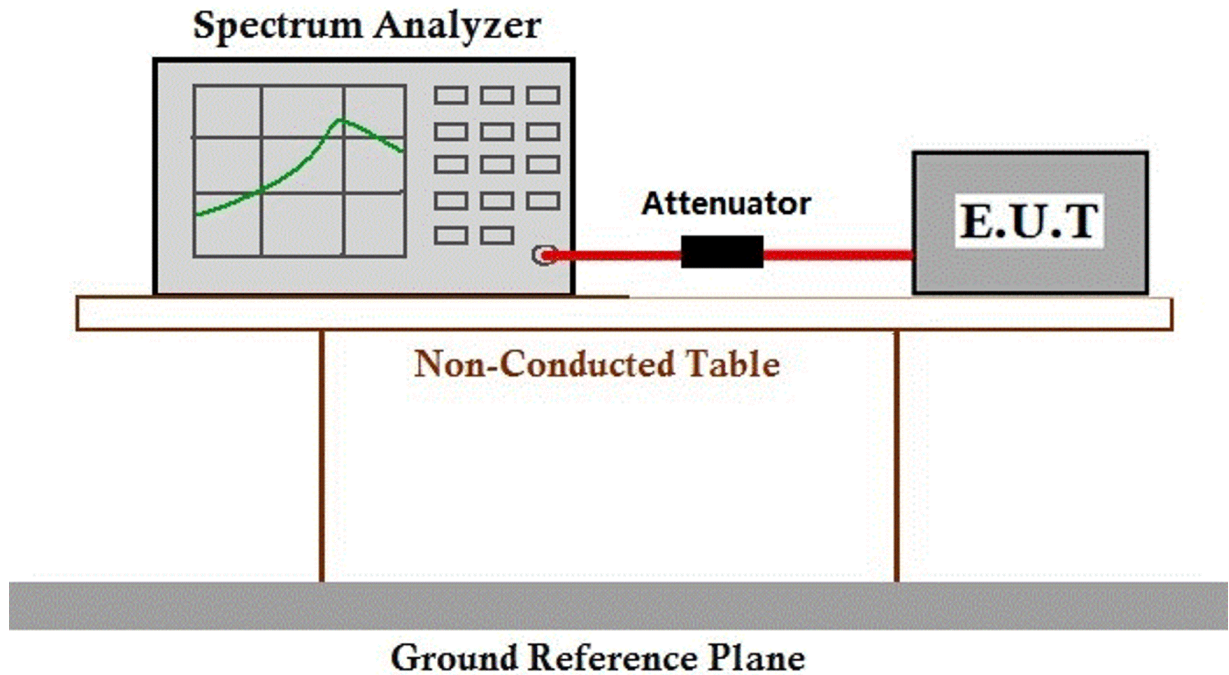 Spectrum Analyzer
Attenuator
E.U.T
Non-Conducted Table
Ground Reference Plane